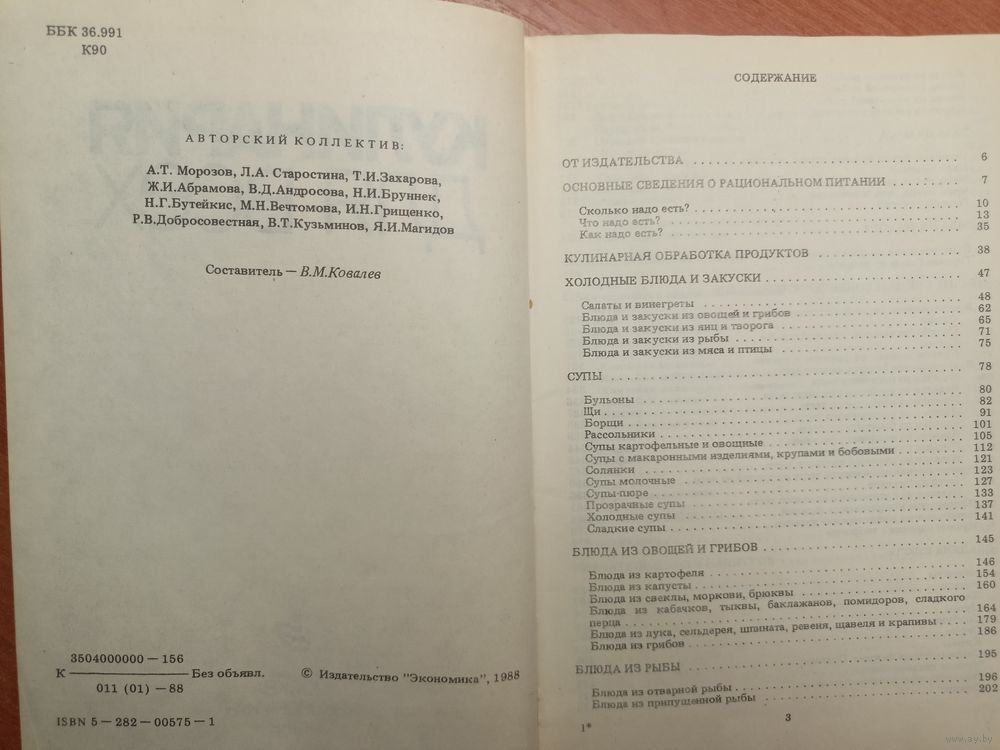 ББК 36.991
К90
АВТОРСКИЙ КОЛЛЕКТИВ:
А.Т. Морозов, Л.А. Старостина, Т.И.Захарова,
Ж.И.Абрамова, В.Д.Андросова, Н.И.Бруннек,
Н.Г.Бутейкис, М.Н.Вечтомова, И.Н.Грищенко,
Р.В.Добросовестная, В.Т.Кузьминов, Я.И.Магидов
Составитель — В.М.Ковалев
3504000000 — 156
К ———————— Без объявл.
011 (01) — 88
© Издательство "Экономика", 1988
ISBN 5 — 282 — 00575 — 1
СОДЕРЖАНИЕ
ОТ ИЗДАТЕЛЬСТВА . . . . . . . . 6
ОСНОВНЫЕ СВЕДЕНИЯ О РАЦИОНАЛЬНОМ ПИТАНИИ . . . . . . . . 7
Сколько надо есть? . . . . . . . . 10
Что надо есть? . . . . . . . . 13
Как надо есть? . . . . . . . . 35
КУЛИНАРНАЯ ОБРАБОТКА ПРОДУКТОВ . . . . . . . . 38
ХОЛОДНЫЕ БЛЮДА И ЗАКУСКИ . . . . . . . . 47
Салаты и винегреты . . . . . . . . 48
Блюда и закуски из овощей и грибов . . . . . . . . 62
Блюда и закуски из яиц и творога . . . . . . . . 65
Блюда и закуски из рыбы . . . . . . . . 71
Блюда и закуски из мяса и птицы . . . . . . . . 75
СУПЫ . . . . . . . . 78
Бульоны . . . . . . . . 80
Щи . . . . . . . . 82
Борщи . . . . . . . . 91
Рассольники . . . . . . . . 101
Супы картофельные и овощные . . . . . . . . 105
Супы с макаронными изделиями, крупами и бобовыми . . . . . . . . 112
Солянки . . . . . . . . 121
Супы молочные . . . . . . . . 123
Супы-пюре . . . . . . . . 127
Прозрачные супы . . . . . . . . 133
Холодные супы . . . . . . . . 137
Сладкие супы . . . . . . . . 141
БЛЮДА ИЗ ОВОЩЕЙ И ГРИБОВ . . . . . . . . 145
Блюда из картофеля . . . . . . . . 146
Блюда из капусты . . . . . . . . 154
Блюда из свеклы, моркови, брюквы . . . . . . . . 160
Блюда из кабачков, тыквы, баклажанов, помидоров, сладкого
перца . . . . . . . . 164
Блюда из лука, сельдерея, шпината, ревеня, щавеля и крапивы . . . . 179
Блюда из грибов . . . . . . . . 186
БЛЮДА ИЗ РЫБЫ . . . . . . . . 195
Блюда из отварной рыбы . . . . . . . . 196
Блюда из припущенной рыбы . . . . . . . . 202
1*
3
www.ay.by